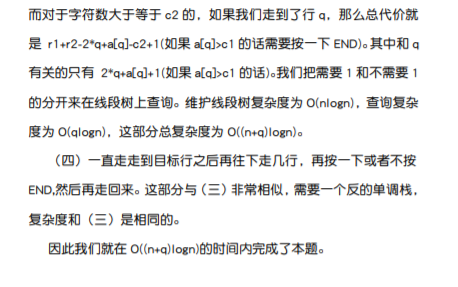 而对于字符数大于等于 c2 的，如果我们走到了行 q，那么总代价就
是 r1+r2-2*q+a[q]-c2+1(如果 a[q]>c1 的话需要按一下 END)。其中和 q
有关的只有 2*q+a[q]+1(如果 a[q]>c1 的话)。我们把需要 1 和不需要 1
的分开来在线段树上查询。维护线段树复杂度为 O(nlogn)，查询复杂
度为 O(qlogn)，这部分总复杂度为 O((n+q)logn)。
（四）一直走走到目标行之后再往下走几行，再按一下或者不按
END,然后再走回来。这部分与（三）非常相似，需要一个反的单调栈，
复杂度和（三）是相同的。
因此我们就在 O((n+q)logn)的时间内完成了本题。